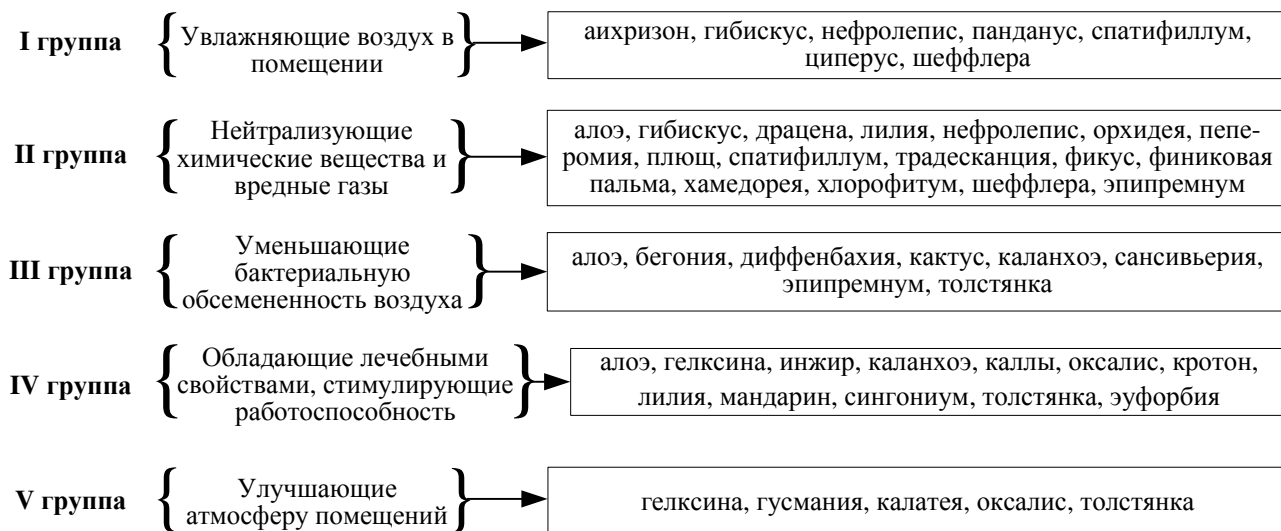 I группа
Увлажняющие воздух в
помещении
аихризон, гибискус, нефролепис, панданус, спатифиллум,
циперус, шеффлера
II группа
Нейтрализующие
химические вещества и
вредные газы
алоэ, гибискус, драцена, лилия, нефролепис, орхидея, пепе-
ромия, плющ, спатифиллум, традесканция, фикус, финиковая
пальма, хамедорея, хлорофитум, шеффлера, эпипремнум
III группа
Уменьшающие
бактериальную
обсемененность воздуха
алоэ, бегония, диффенбахия, кактус, каланхоэ, сансивьерия,
эпипремнум, толстянка
IV группа
Обладающие лечебными
свойствами, стимулирующие
работоспособность
алоэ, гелксина, инжир, каланхоэ, каллы, оксалис, кротон,
лилия, мандарин, сингониум, толстянка, эуфорбия
V группа
Улучшающие
атмосферу помещений
гелксина, гусмания, калатея, оксалис, толстянка